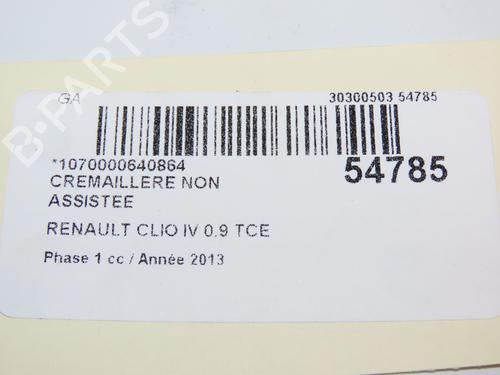 GA 30300503 54785
*1070000640864
54785
CREMAILLERE NON
ASSISTEE
RENAULT CLIO IV 0.9 TCE
Phase 1 cc / Année 2013
B-PARTS